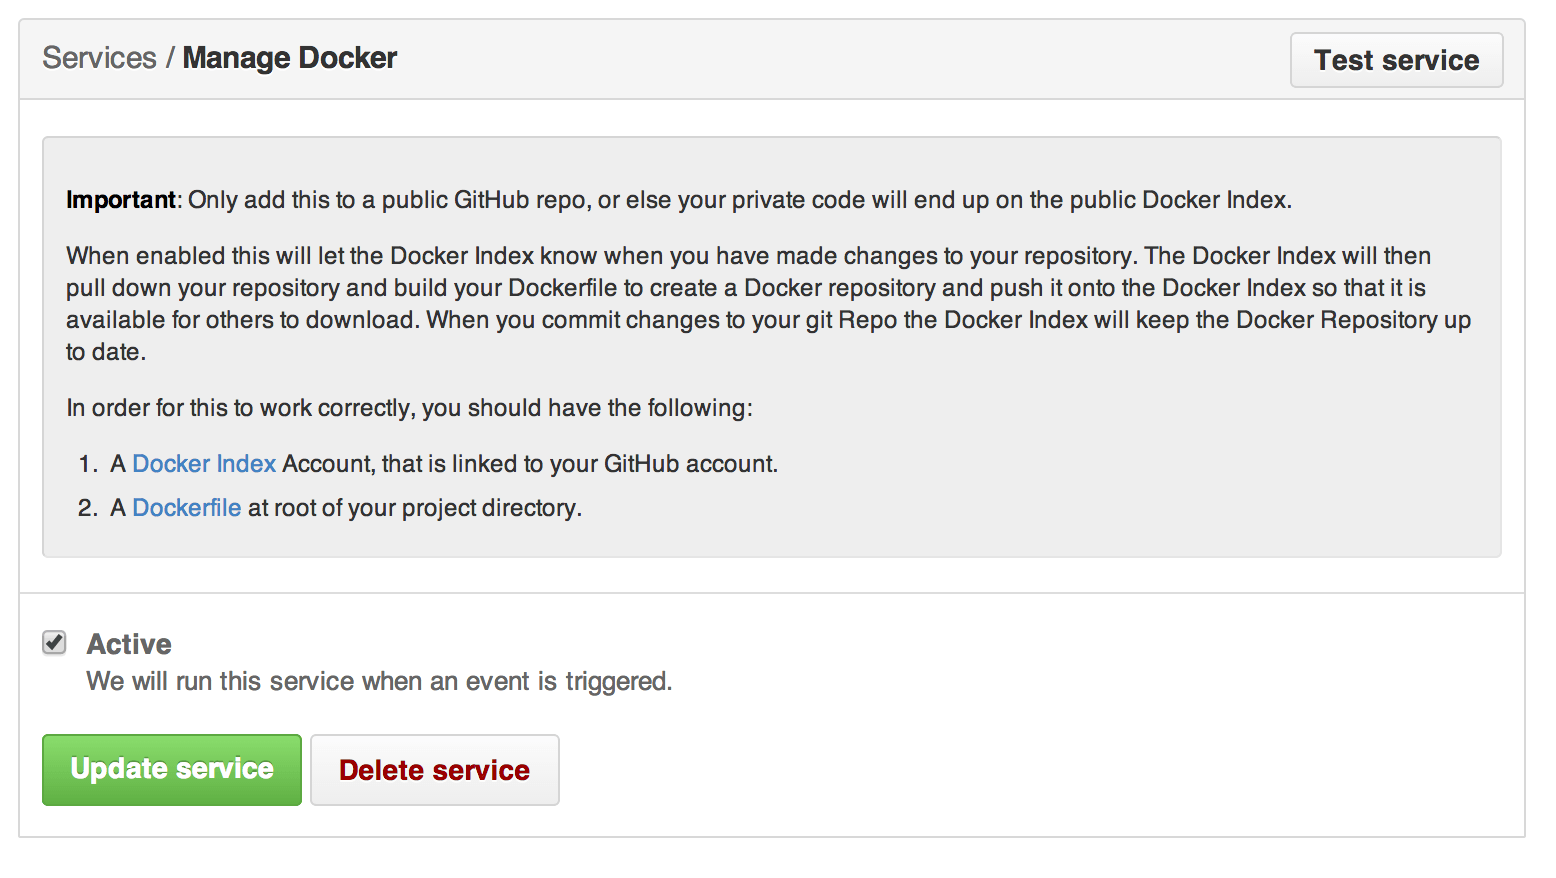 Services / Manage Docker
Test service
Important: Only add this to a public GitHub repo, or else your private code will end up on the public Docker Index.
When enabled this will let the Docker Index know when you have made changes to your repository. The Docker Index will then
pull down your repository and build your Dockerfile to create a Docker repository and push it onto the Docker Index so that it is
available for others to download. When you commit changes to your git Repo the Docker Index will keep the Docker Repository up
to date.
In order for this to work correctly, you should have the following:
1. A Docker Index Account, that is linked to your GitHub account.
2. A Dockerfile at root of your project directory.
Active
We will run this service when an event is triggered.
Update service
Delete service